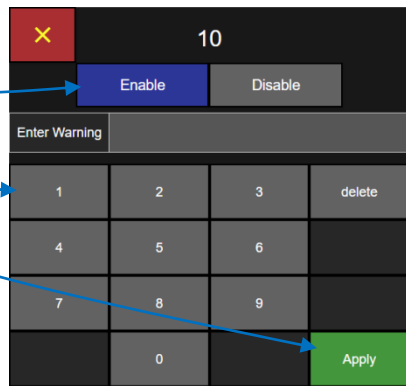 × 10
Enable Disable
Enter Warning
1 2 3 delete
4 5 6
7 8 9
0 Apply